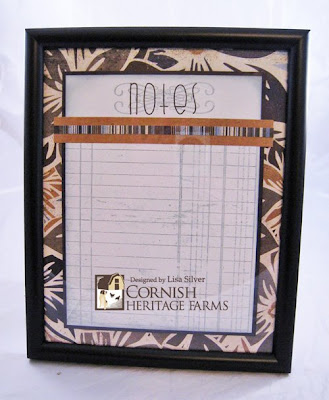 notes
Designed by Lisa Silver
CORNISH
HERITAGE FARMS